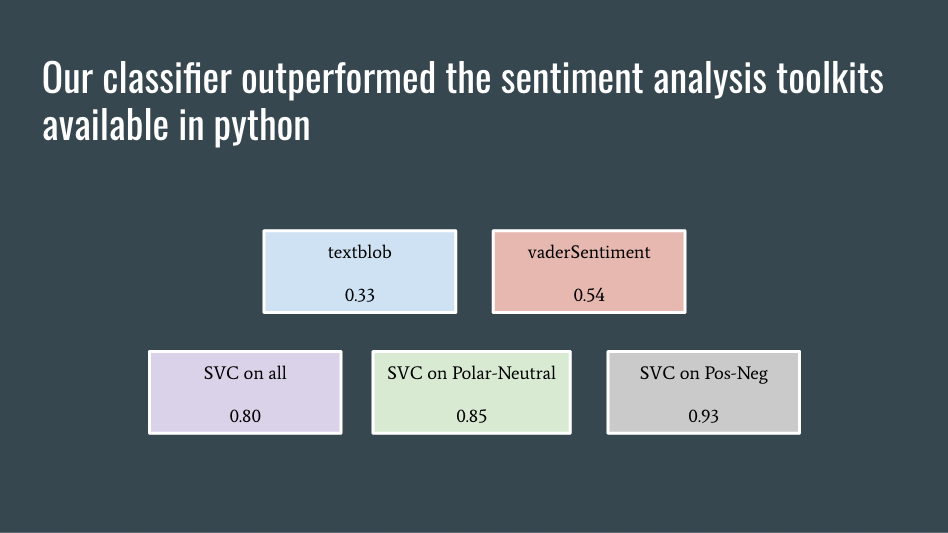 Our classifier outperformed the sentiment analysis toolkits
available in python
textblob
0.33
vaderSentiment
0.54
SVC on all
0.80
SVC on Polar-Neutral
0.85
SVC on Pos-Neg
0.93